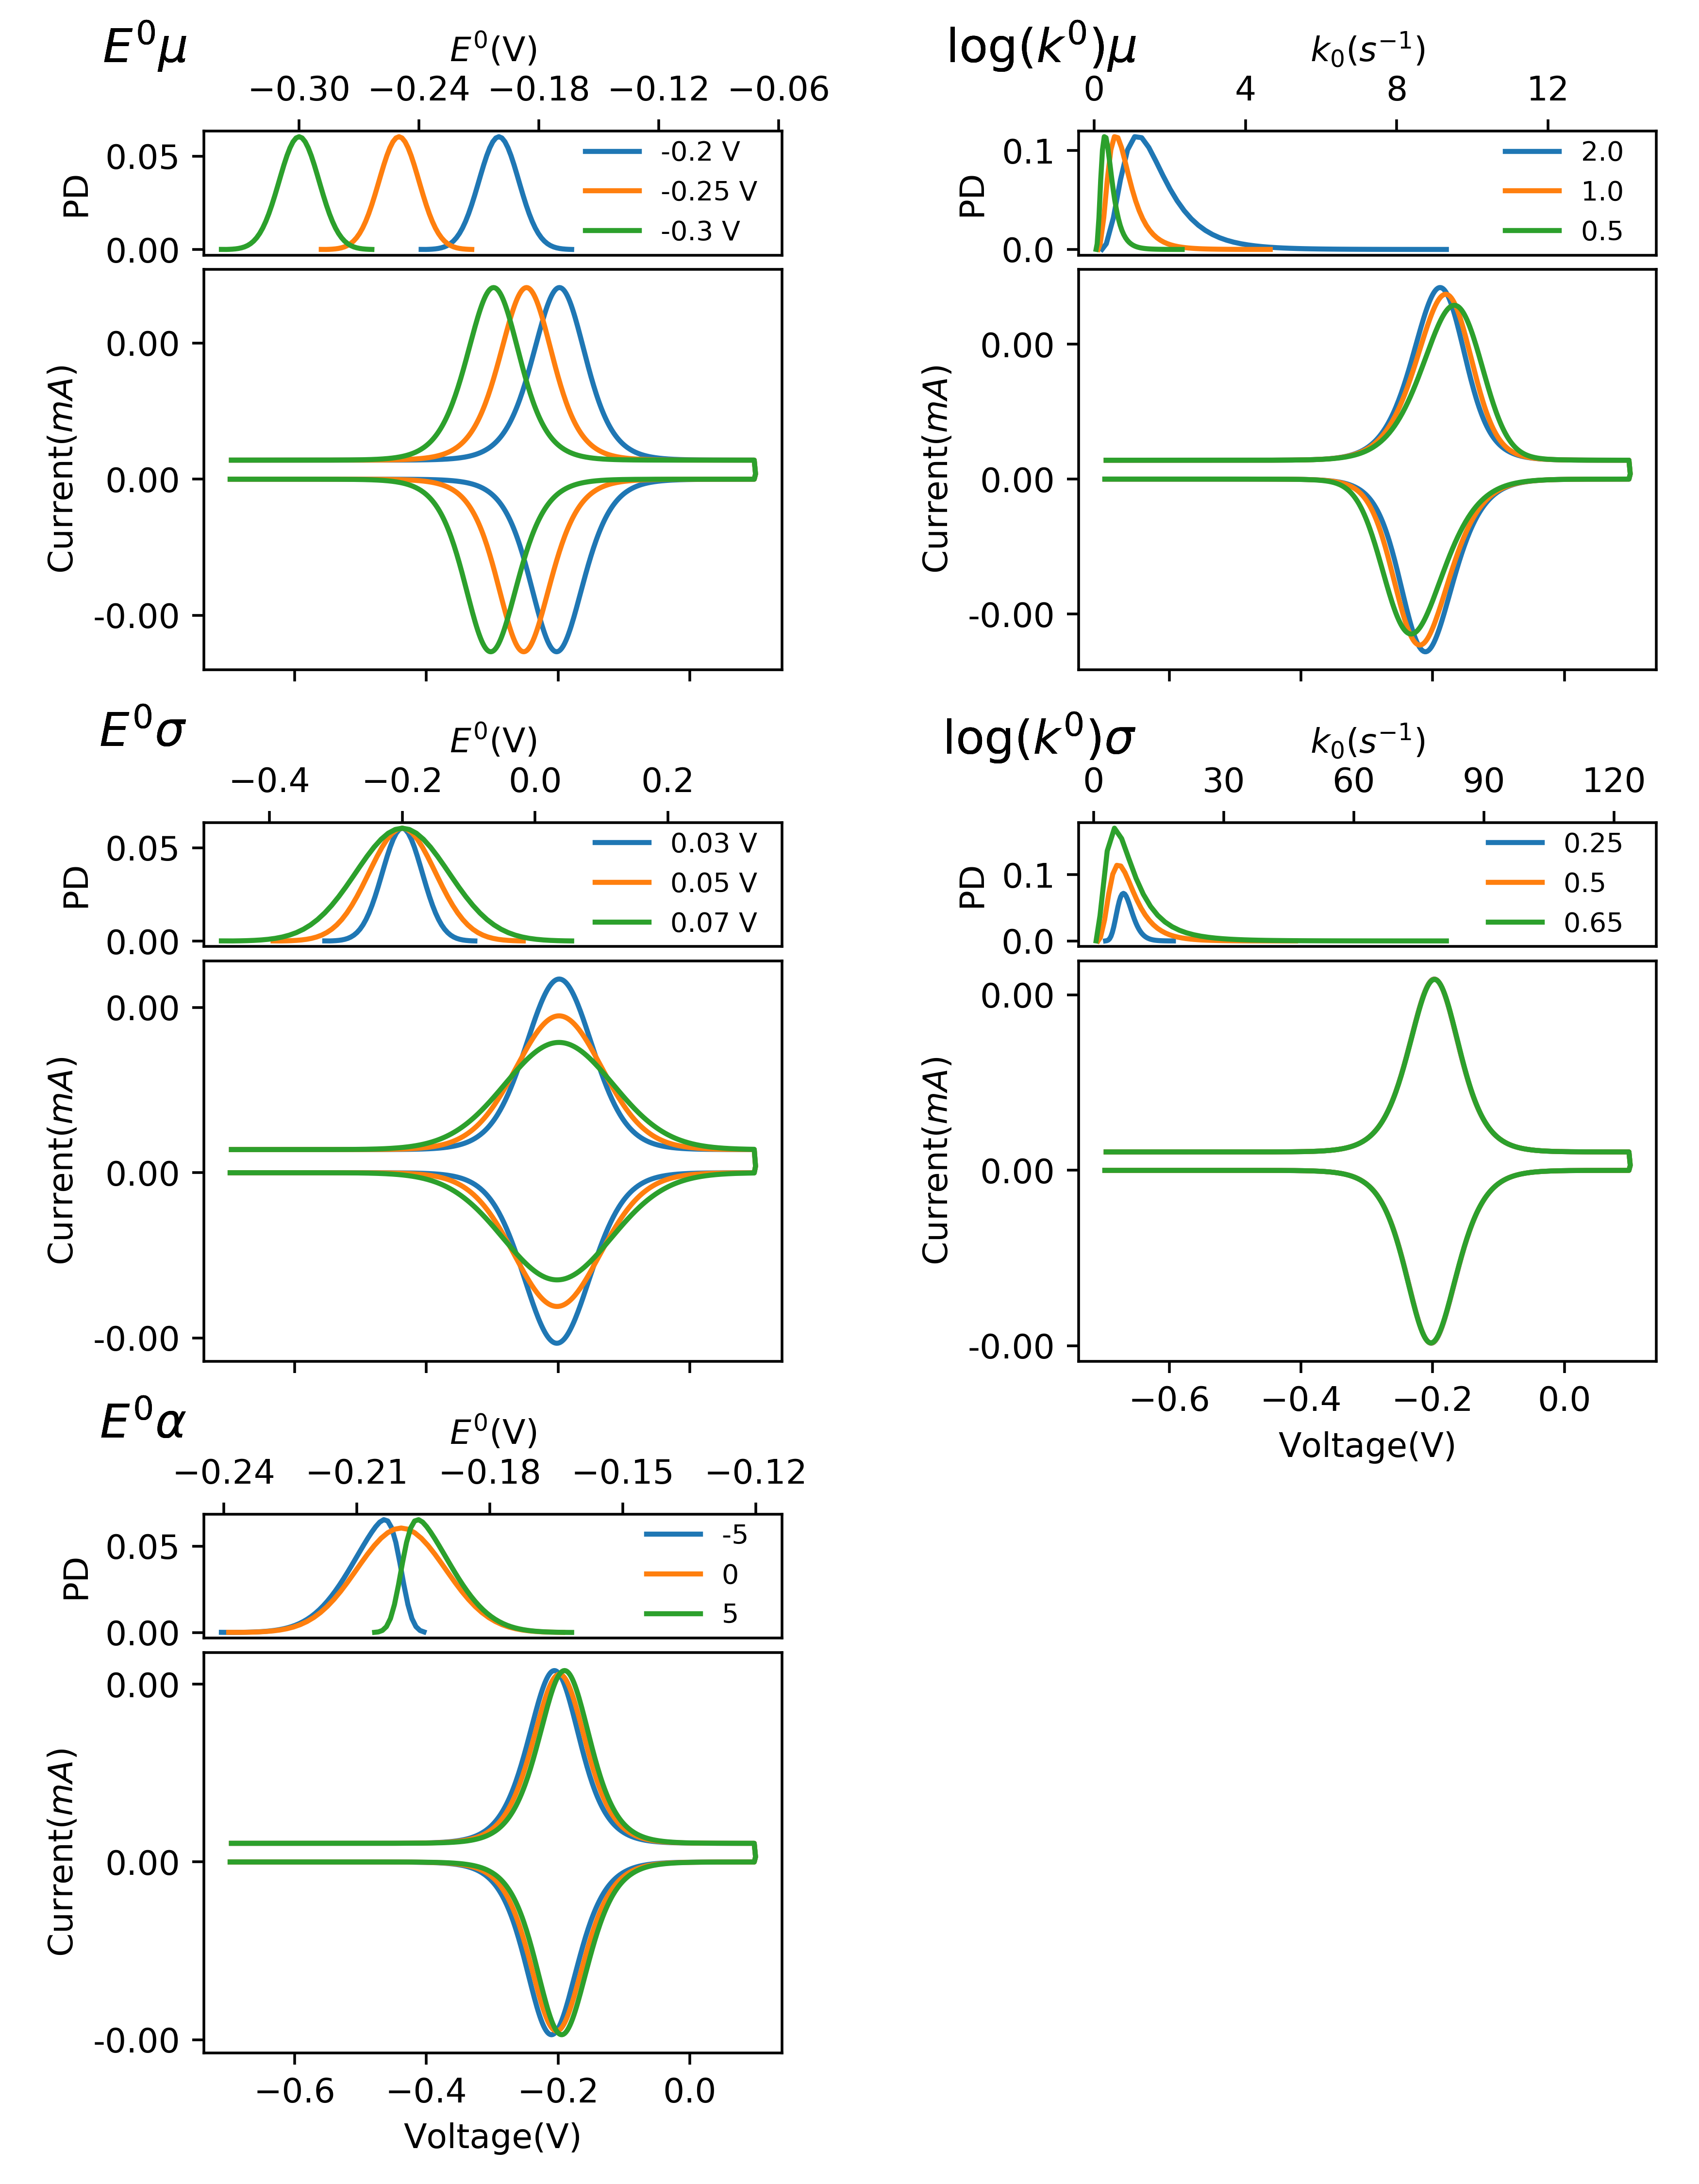 E⁰μ
E⁰(V)
−0.30 −0.24 −0.18 −0.12 −0.06
0.05
0.00
PD
-0.2 V
-0.25 V
-0.3 V
0.00
0.00
-0.00
Current(mA)
log(k⁰)μ
k₀(s⁻¹)
0 4 8 12
0.1
0.0
PD
2.0
1.0
0.5
0.00
0.00
-0.00
Current(mA)
E⁰σ
E⁰(V)
−0.4 −0.2 0.0 0.2
0.05
0.00
PD
0.03 V
0.05 V
0.07 V
0.00
0.00
-0.00
Current(mA)
log(k⁰)σ
k₀(s⁻¹)
0 30 60 90 120
0.1
0.0
PD
0.25
0.5
0.65
0.00
0.00
-0.00
Current(mA)
−0.6 −0.4 −0.2 0.0
Voltage(V)
E⁰α
E⁰(V)
−0.24 −0.21 −0.18 −0.15 −0.12
0.05
0.00
PD
-5
0
5
0.00
0.00
-0.00
Current(mA)
−0.6 −0.4 −0.2 0.0
Voltage(V)